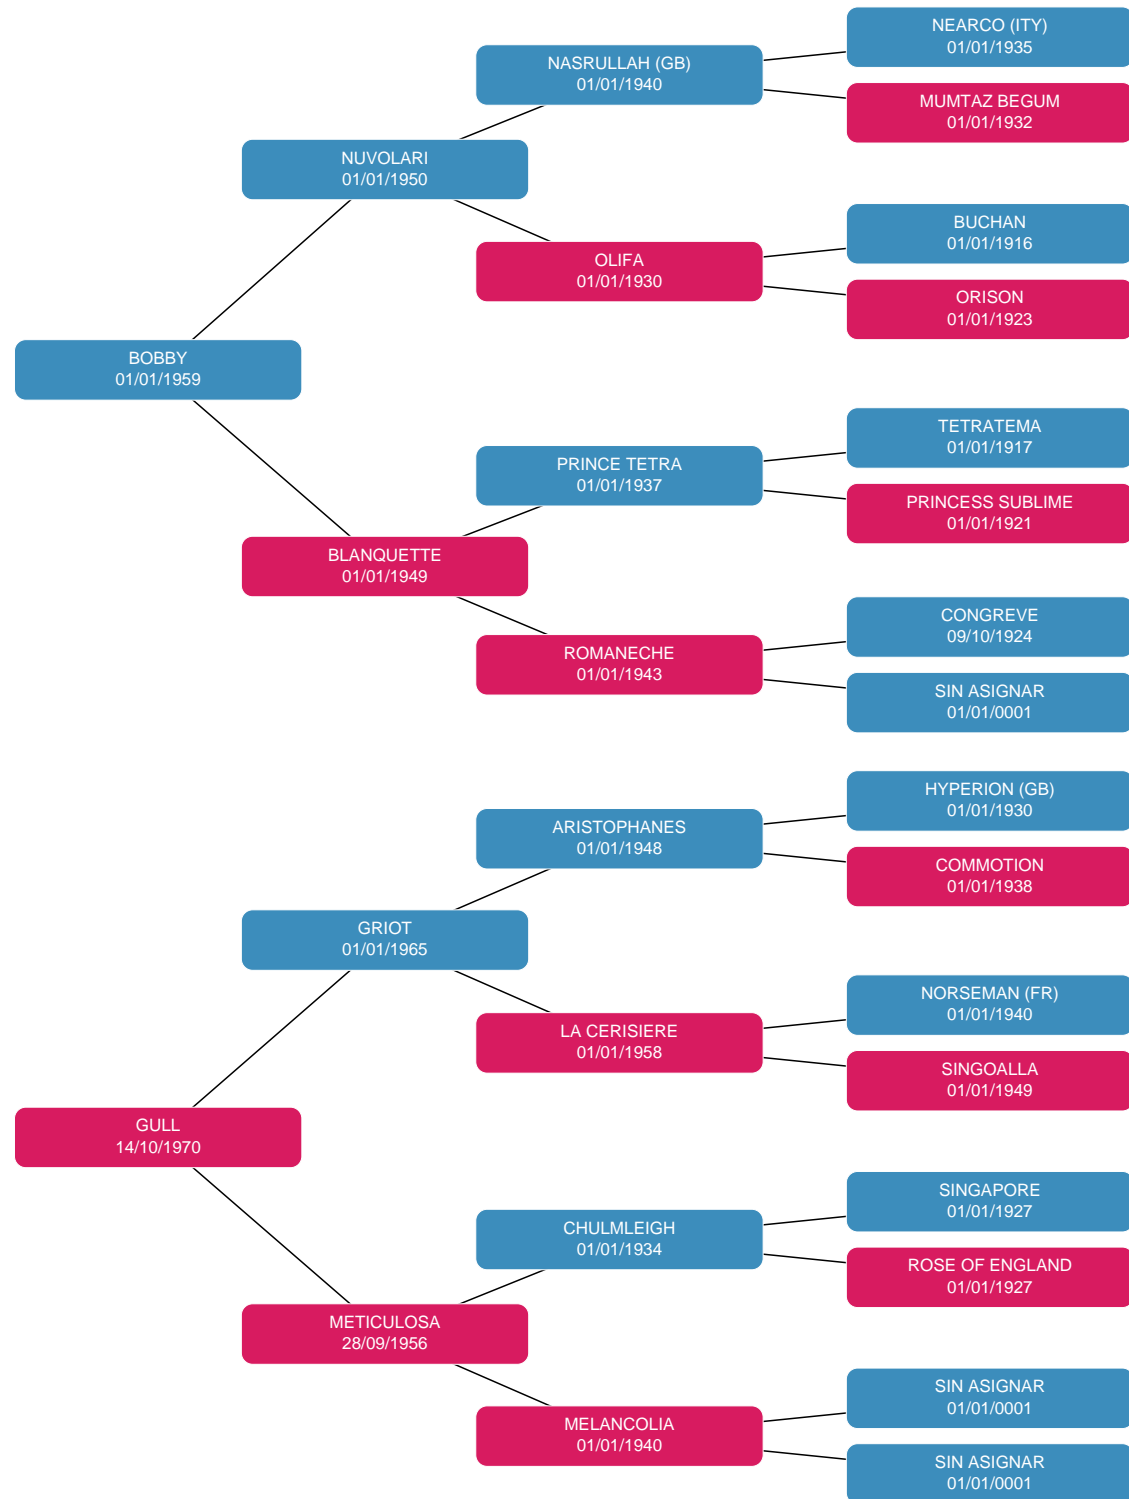 NEARCO (ITY)
01/01/1935
NASRULLAH (GB)
01/01/1940
MUMTAZ BEGUM
01/01/1932
NUVOLARI
01/01/1950
BUCHAN
01/01/1916
OLIFA
01/01/1930
ORISON
01/01/1923
BOBBY
01/01/1959
TETRATEMA
01/01/1917
PRINCE TETRA
01/01/1937
PRINCESS SUBLIME
01/01/1921
BLANQUETTE
01/01/1949
CONGREVE
09/10/1924
ROMANECHE
01/01/1943
SIN ASIGNAR
01/01/0001
HYPERION (GB)
01/01/1930
ARISTOPHANES
01/01/1948
COMMOTION
01/01/1938
GRIOT
01/01/1965
NORSEMAN (FR)
01/01/1940
LA CERISIERE
01/01/1958
SINGOALLA
01/01/1949
GULL
14/10/1970
SINGAPORE
01/01/1927
CHULMLEIGH
01/01/1934
ROSE OF ENGLAND
01/01/1927
METICULOSA
28/09/1956
SIN ASIGNAR
01/01/0001
MELANCOLIA
01/01/1940
SIN ASIGNAR
01/01/0001